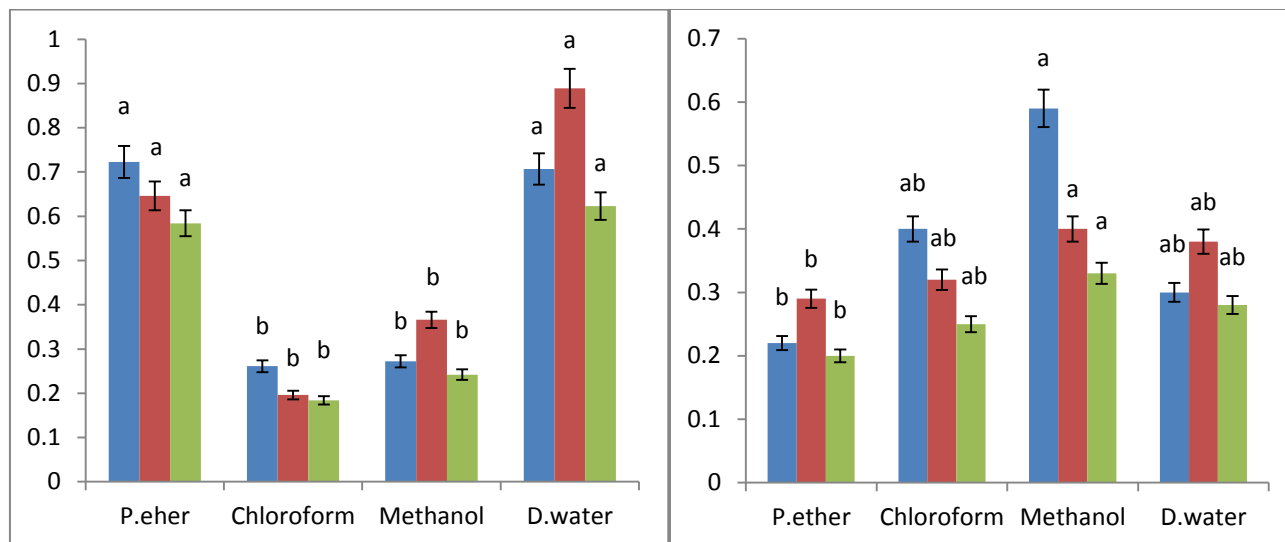 1
0.9
0.8
0.7
0.6
0.5
0.4
0.3
0.2
0.1
0
a a a
b b b
b b b
a a a
P.eher Chloroform Methanol D.water
0.7
0.6
0.5
0.4
0.3
0.2
0.1
0
b b b
ab ab ab
a a a
ab ab ab
P.ether Chloroform Methanol D.water